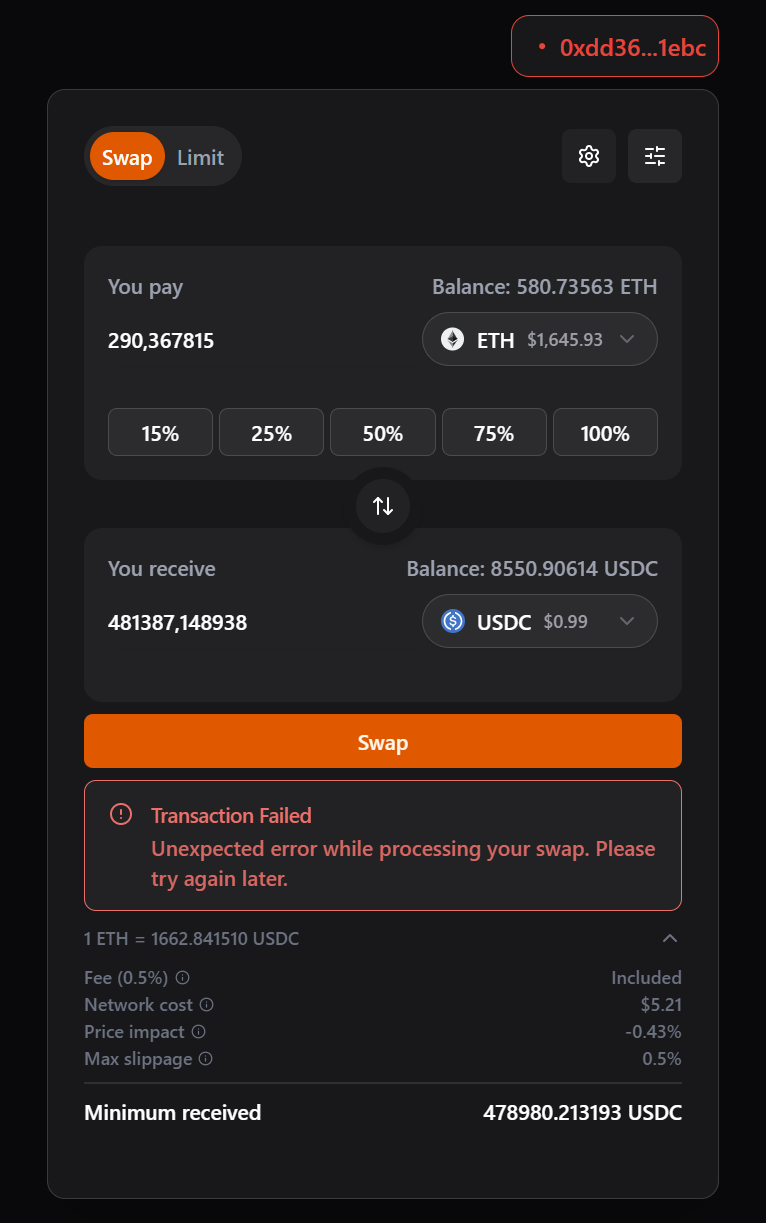 0xdd36...1ebc
Swap Limit
You pay Balance: 580.73563 ETH
290,367815 ETH $1,645.93
15% 25% 50% 75% 100%
You receive Balance: 8550.90614 USDC
481387,148938 USDC $0.99
Swap
Transaction Failed
Unexpected error while processing your swap. Please
try again later.
1 ETH = 1662.841510 USDC
Fee (0.5%) Included
Network cost $5.21
Price impact -0.43%
Max slippage 0.5%
Minimum received 478980.213193 USDC